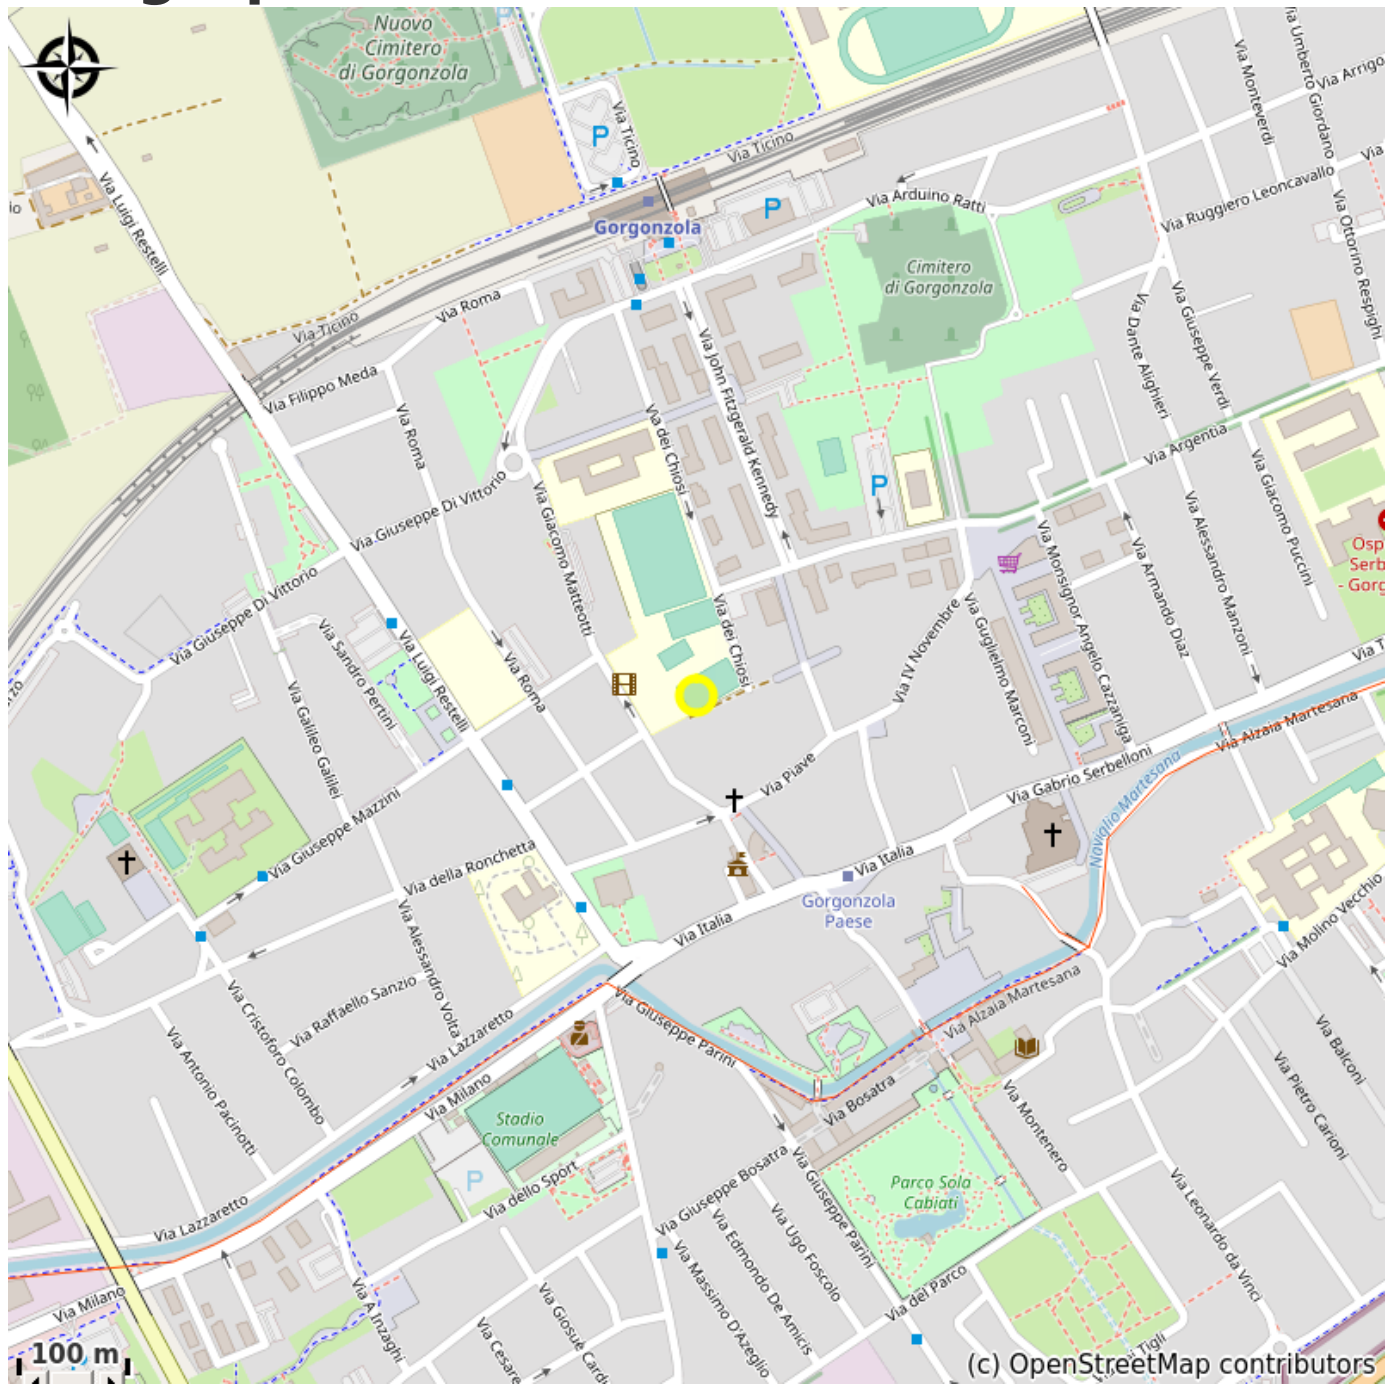 Nuovo
Cimitero
di Gorgonzola
P
Via Ticino
Via Ticino
Via Monteverdi
Via Umberto Giordano
Via Arrigo
Via Luigi Restelli
P
Gorgonzola
Via Arduino Ratti
Via Ruggiero Leoncavallo
Via Ottorino Respighi
Cimitero
di Gorgonzola
Via Roma
Via Ticino
Via Filippo Meda
Via John Fitzgerald Kennedy
Via Dante Alighieri
Via Giuseppe Verdi
Via Roma
Via dei Chiosi
Via Argentia
Via Giuseppe Di Vittorio
P
Via Giacomo Matteotti
Via Monsignor Angelo Cazzaniga
Via Alessandro Manzoni
Via Giacomo Puccini
Via Armando Diaz
Via Giuseppe Di Vittorio
Via Sandro Pertini
Via Luigi Restelli
Via Roma
Via dei Chiosi
Via IV Novembre
Via Guglielmo Marconi
Via Galileo Galilei
Via Alzaia Martesana
Via Piave
Via Gabrio Serbelloni
Naviglio Martesana
Via Giuseppe Mazzini
Via della Ronchetta
Via Italia
Gorgonzola
Paese
Via Italia
Via Molino Vecchio
Via Alessandro Volta
Via Raffaello Sanzio
Via Cristoforo Colombo
Via Lazzaretto
Via Giuseppe Parini
Via Alzaia Martesana
Via Antonio Pacinotti
Via Milano
Via Bosatra
Via Montenero
Via Balconi
Via Pietro Carioni
Stadio
Comunale
P
Via dello Sport
Via Giuseppe Bosatra
Via Giuseppe Parini
Parco Sola
Cabiati
Via Lazzaretto
Via Leonardo da Vinci
Via Edmondo De Amicis
Via Ugo Foscolo
Via Massimo D'Azeglio
Via del Parco
Via Milano
Via A Inzaghi
Via Giosuè Card
Via Cesare
Tigli
100 m
(c) OpenStreetMap contributors